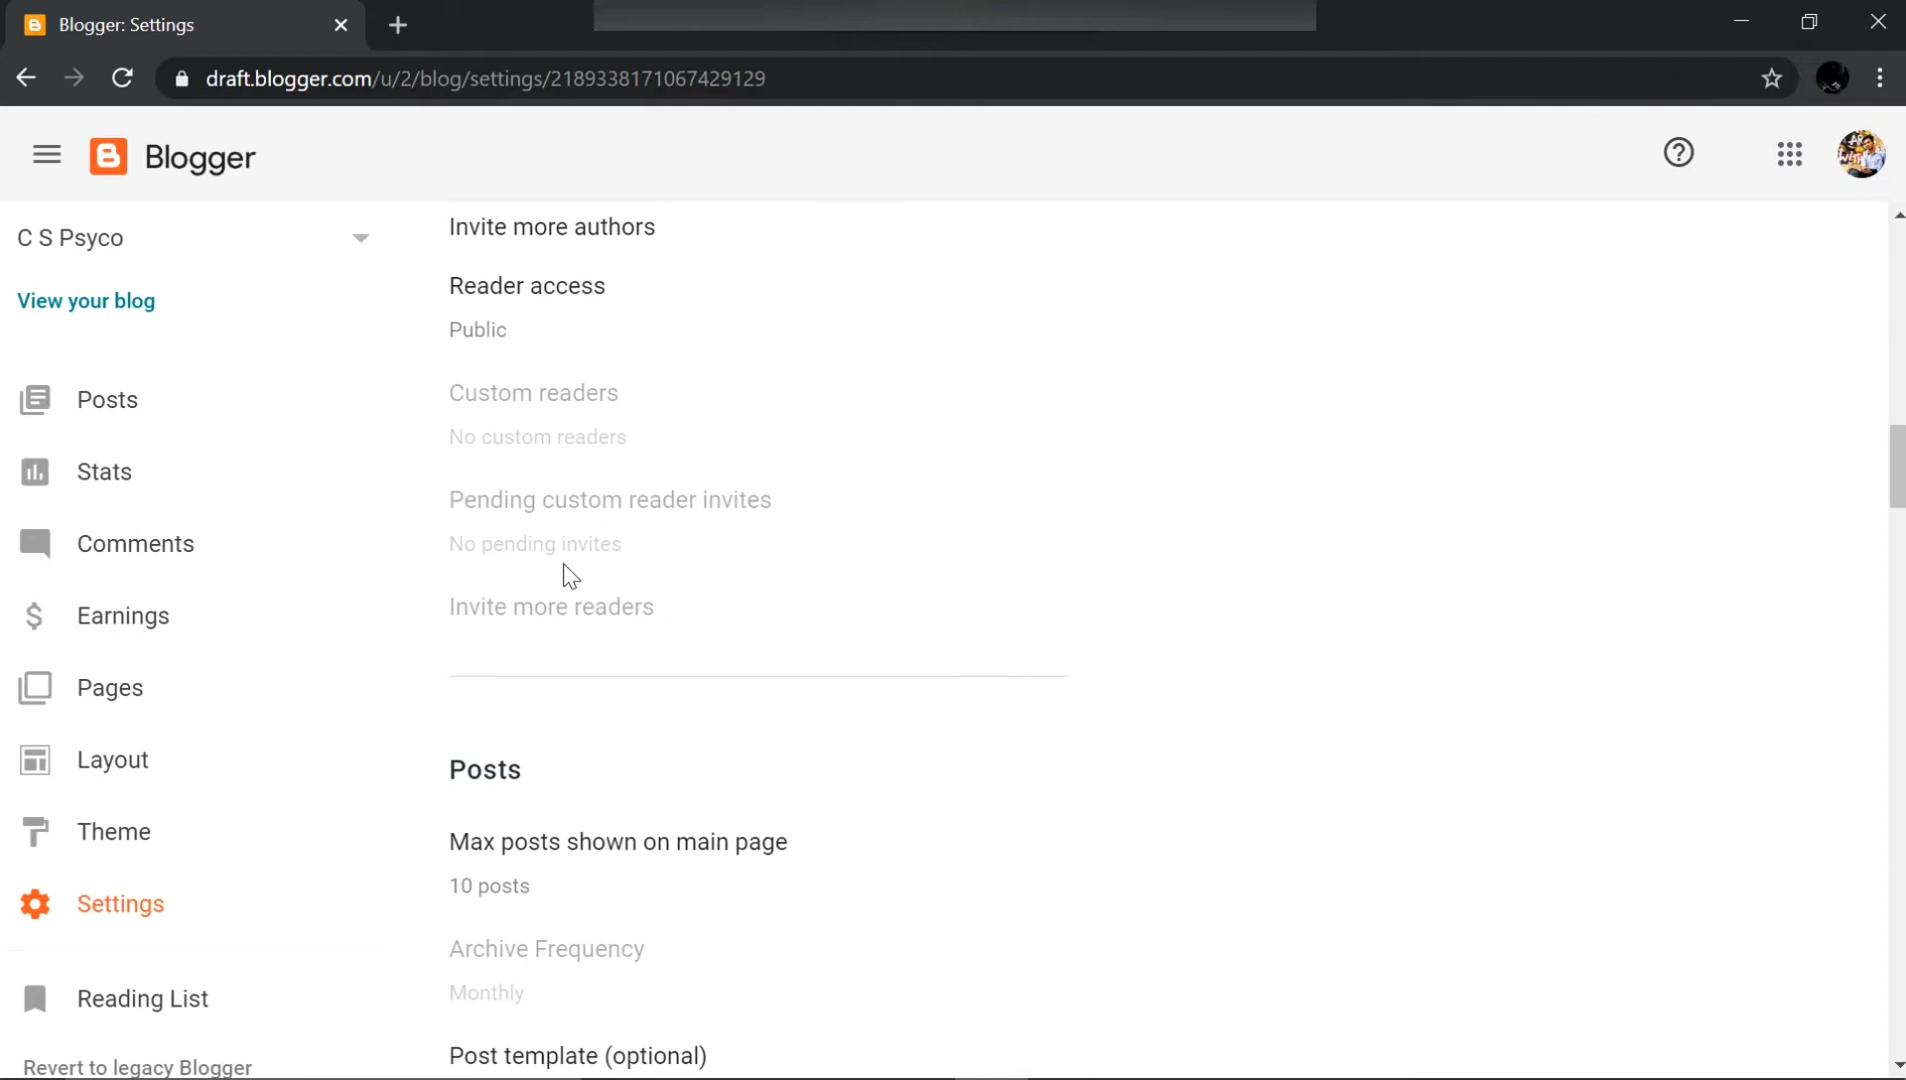 Blogger: Settings
draft.blogger.com/u/2/blog/settings/2189338171067429129
Blogger
C S Psyco
View your blog
Posts
Stats
Comments
Earnings
Pages
Layout
Theme
Settings
Reading List
Revert to legacy Blogger
Invite more authors
Reader access
Public
Custom readers
No custom readers
Pending custom reader invites
No pending invites
Invite more readers
Posts
Max posts shown on main page
10 posts
Archive Frequency
Monthly
Post template (optional)